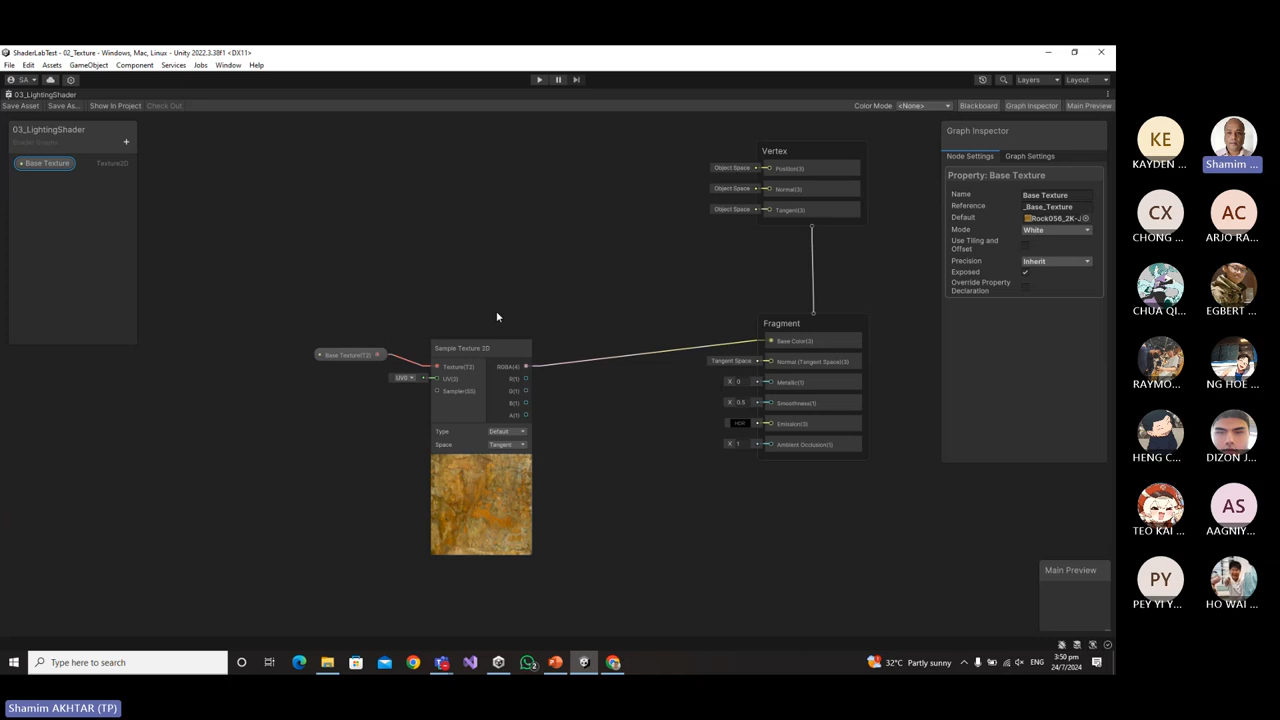 ShaderLabTest - 02_Texture - Windows, Mac, Linux - Unity 2022.3.38f1 <DX11>
File Edit Assets GameObject Component Services Jobs Window Help
SA Layers Layout
03_LightingShader
Save Asset Save As... Show In Project Check Out Color Mode <None> Blackboard Graph Inspector Main Preview
03_LightingShader
Shader Graphs
Base Texture Texture2D
Vertex
Object Space Position(3)
Object Space Normal(3)
Object Space Tangent(3)
Fragment
Base Color(3)
Tangent Space Normal (Tangent Space)(3)
X 0 Metallic(1)
X 0.5 Smoothness(1)
HDR Emission(3)
X 1 Ambient Occlusion(1)
Base Texture(T2)
Sample Texture 2D
Texture(T2) RGBA(4)
UV0 UV(2) R(1)
Sampler(SS) G(1)
B(1)
A(1)
Type Default
Space Tangent
Graph Inspector
Node Settings Graph Settings
Property: Base Texture
Name Base Texture
Reference _Base_Texture
Default Rock056_2K-J
Mode White
Use Tiling and
Offset
Precision Inherit
Exposed
Override Property
Declaration
Main Preview
Type here to search
32°C Partly sunny ENG
3:50 pm
24/7/2024
KE
KAYDEN ...
Shamim ...
CX
CHONG ...
AC
ARJO RA...
CHUA QI...
EGBERT ...
RAYMO...
NG HOE ...
HENG C...
DIZON J...
TEO KAI ...
AS
AAGNIY...
PY
PEY YI Y...
HO WAI ...
Shamim AKHTAR (TP)